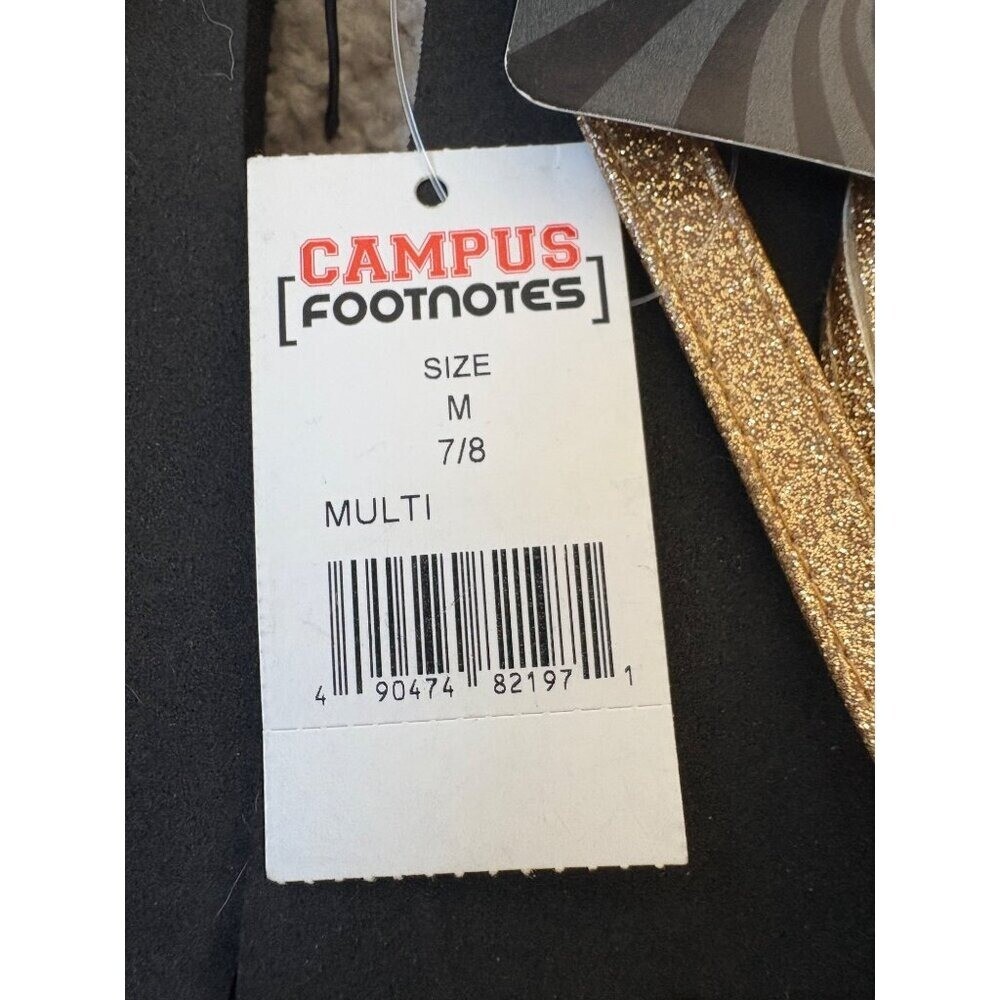 CAMPUS
[FOOTNOTES]
SIZE
M
7/8
MULTI
4 90474 82197 1